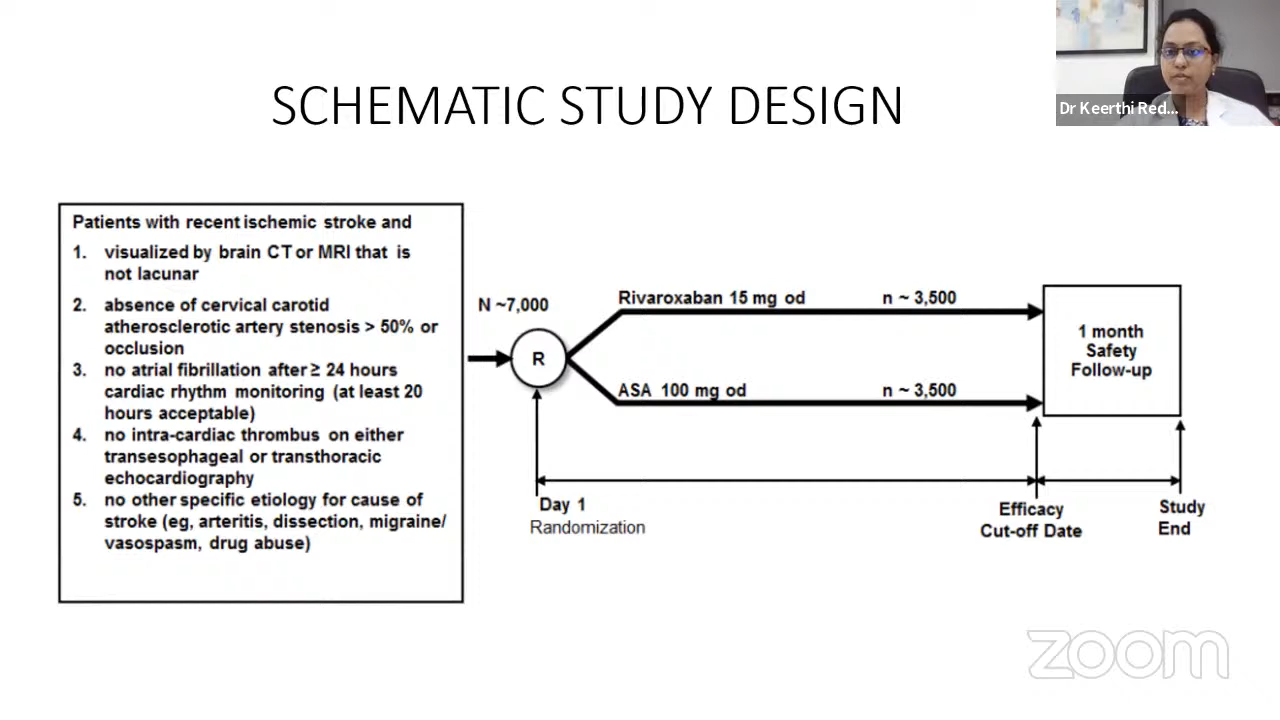 SCHEMATIC STUDY DESIGN
Dr Keerthi Red...
Patients with recent ischemic stroke and
1. visualized by brain CT or MRI that is
not lacunar
2. absence of cervical carotid
atherosclerotic artery stenosis > 50% or
occlusion
3. no atrial fibrillation after ≥ 24 hours
cardiac rhythm monitoring (at least 20
hours acceptable)
4. no intra-cardiac thrombus on either
transesophageal or transthoracic
echocardiography
5. no other specific etiology for cause of
stroke (eg, arteritis, dissection, migraine/
vasospasm, drug abuse)
N ~7,000
R
Rivaroxaban 15 mg od n ~ 3,500
ASA 100 mg od n ~ 3,500
1 month
Safety
Follow-up
Day 1
Randomization
Efficacy
Cut-off Date
Study
End
zoom